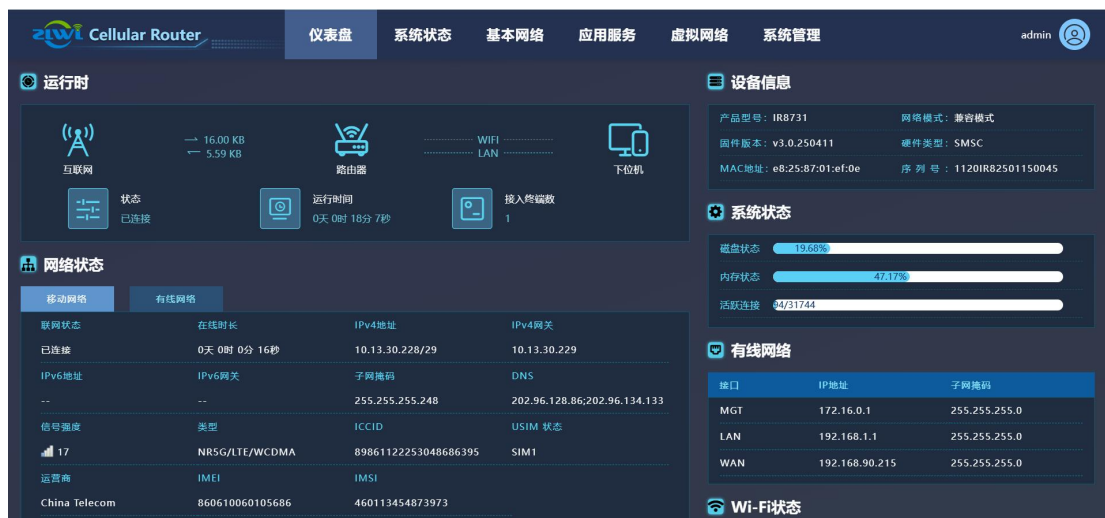 ziwi Cellular Router 仪表盘 系统状态 基本网络 应用服务 虚拟网络 系统管理 admin
运行时
互联网
16.00 KB
5.59 KB
路由器
WIFI
LAN
下位机
状态
已连接
运行时间
0天 0时 18分 7秒
接入终端数
1
网络状态
移动网络 有线网络
联网状态 在线时长 IPv4地址 IPv4网关
已连接 0天 0时 0分 16秒 10.13.30.228/29 10.13.30.229
IPv6地址 IPv6网关 子网掩码 DNS
-- -- 255.255.255.248 202.96.128.86;202.96.134.133
信号强度 类型 ICCID USIM 状态
17 NR5G/LTE/WCDMA 89861122253048686395 SIM1
运营商 IMEI IMSI
China Telecom 860610060105686 460113454873973
设备信息
产品型号: IR8731 网络模式: 兼容模式
固件版本: v3.0.250411 硬件类型: SMSC
MAC地址: e8:25:87:01:ef:0e 序 列 号 : 1120IR82501150045
系统状态
磁盘状态 19.68%
内存状态 47.17%
活跃连接 94/31744
有线网络
接口 IP地址 子网掩码
MGT 172.16.0.1 255.255.255.0
LAN 192.168.1.1 255.255.255.0
WAN 192.168.90.215 255.255.255.0
Wi-Fi状态